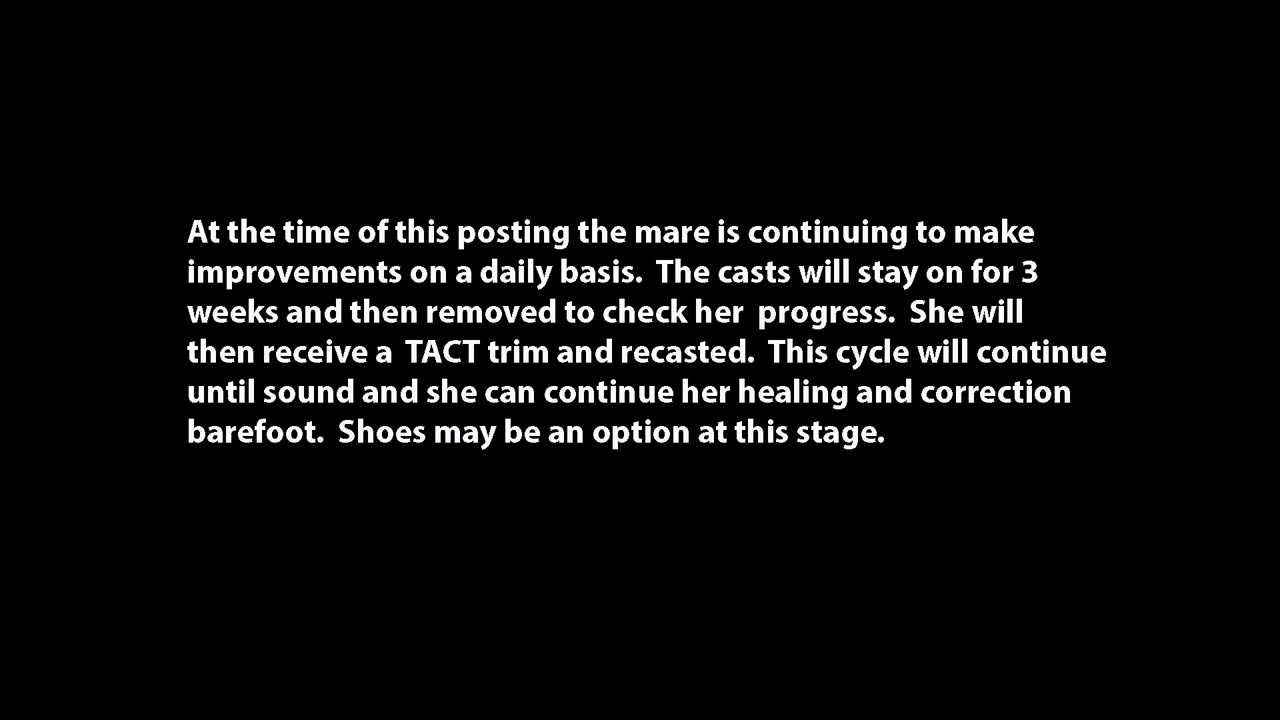 At the time of this posting the mare is continuing to make
improvements on a daily basis.  The casts will stay on for 3
weeks and then removed to check her  progress.  She will
then receive a  TACT trim and recasted.  This cycle will continue
until sound and she can continue her healing and correction
barefoot.  Shoes may be an option at this stage.